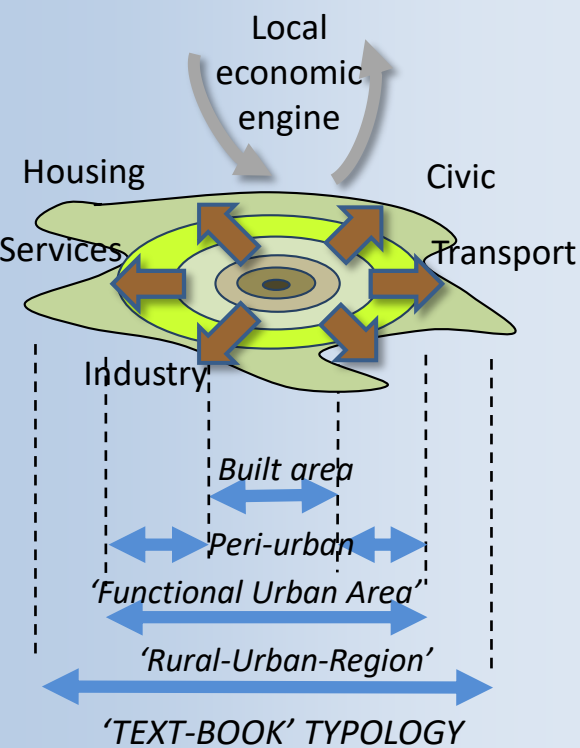 Local
economic
engine
Housing
Civic
Services
Transport
Industry
Built area
Peri-urban
‘Functional Urban Area’
‘Rural-Urban-Region’
‘TEXT-BOOK’ TYPOLOGY